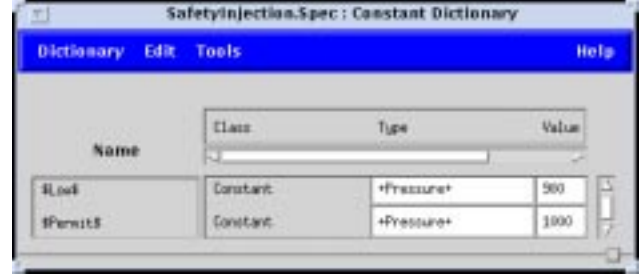 SafetyInjection.Spec : Constant Dictionary
Dictionary Edit Tools Help
Name Class Type Value
$Low$ Constant +Pressure+ 900
$Permit$ Constant +Pressure+ 1000